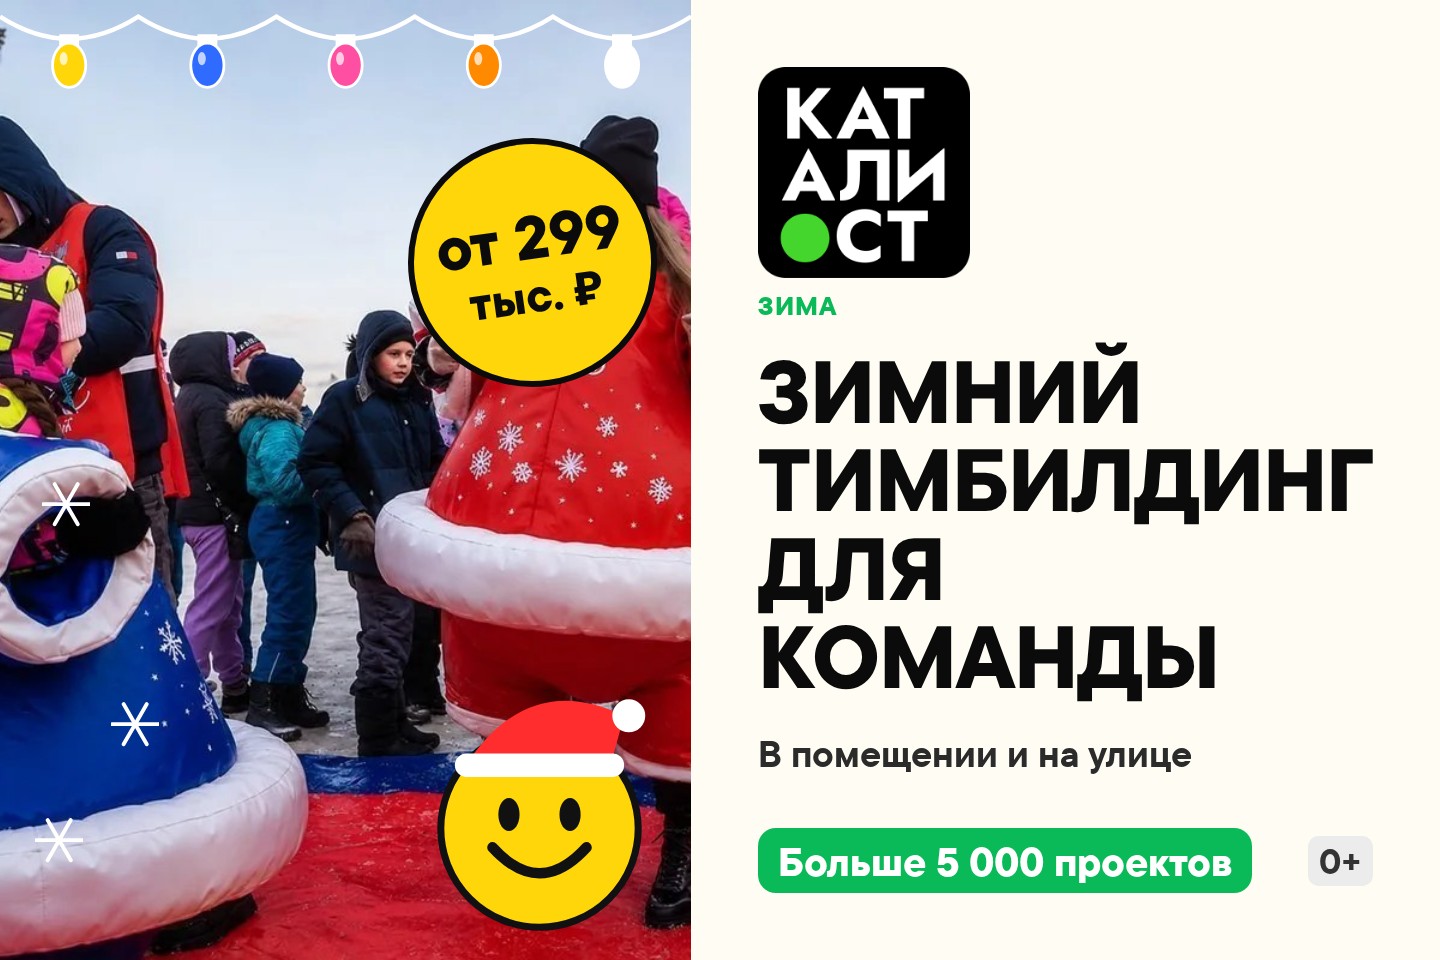 от 299
тыс. ₽
КАТ
АЛИ
СТ
ЗИМА
ЗИМНИЙ
ТИМБИЛДИНГ
ДЛЯ
КОМАНДЫ
В помещении и на улице
Больше 5 000 проектов
0+